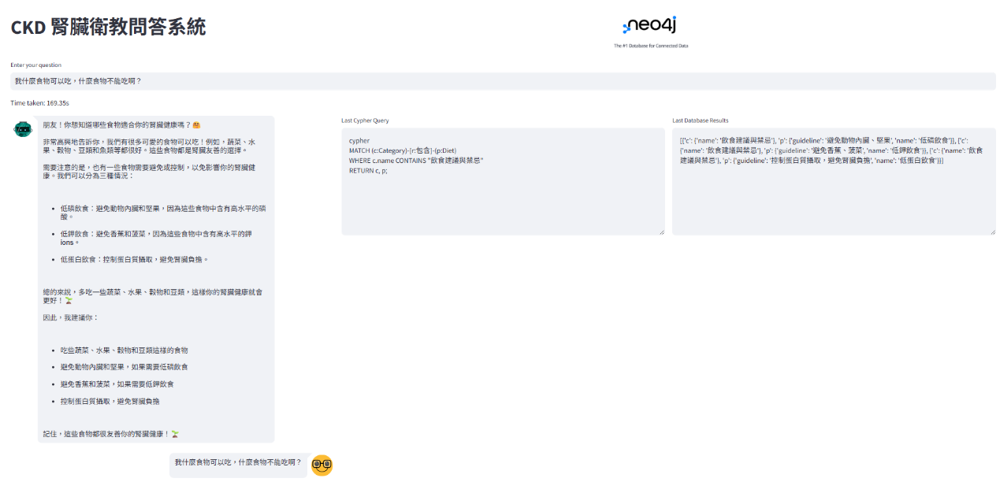 CKD 腎臟衛教問答系統
neo4j
The #1 Database for Connected Data
Enter your question
我什麼食物可以吃，什麼食物不能吃啊？
Time taken: 169.35s
朋友！你想知道哪些食物適合你的腎臟健康嗎？🤗
非常高興地告訴你，我們有很多可愛的食物可以吃！例如，蔬菜、水
果、穀物、豆類和魚類等都很好。這些食物都是腎臟友善的選擇。
需要注意的是，也有一些食物需要避免或控制，以免影響你的腎臟健
康。我們可以分為三種情況：
• 低磷飲食：避免動物內臟和堅果，因為這些食物中含有高水平的磷
酸。
• 低鉀飲食：避免香蕉和菠菜，因為這些食物中含有高水平的鉀
ions。
• 低蛋白飲食：控制蛋白質攝取，避免腎臟負擔。
總的來說，多吃一些蔬菜、水果、穀物和豆類，這樣你的腎臟健康就會
更好！🌱
因此，我建議你：
• 吃些蔬菜、水果、穀物和豆類這樣的食物
• 避免動物內臟和堅果，如果需要低磷飲食
• 避免香蕉和菠菜，如果需要低鉀飲食
• 控制蛋白質攝取，避免腎臟負擔
記住，這些食物都很友善你的腎臟健康！🌱
我什麼食物可以吃，什麼食物不能吃啊？
Last Cypher Query
cypher
MATCH (c:Category)-[r:包含]-(p:Diet)
WHERE c.name CONTAINS "飲食建議與禁忌"
RETURN c, p;
Last Database Results
[{'c': {'name': '飲食建議與禁忌'}, 'p': {'guideline': '避免動物內臟、堅果', 'name': '低磷飲食'}}, {'c':
{'name': '飲食建議與禁忌'}, 'p': {'guideline': '避免香蕉、菠菜', 'name': '低鉀飲食'}}, {'c': {'name': '飲食
建議與禁忌'}, 'p': {'guideline': '控制蛋白質攝取，避免腎臟負擔', 'name': '低蛋白飲食'}}]